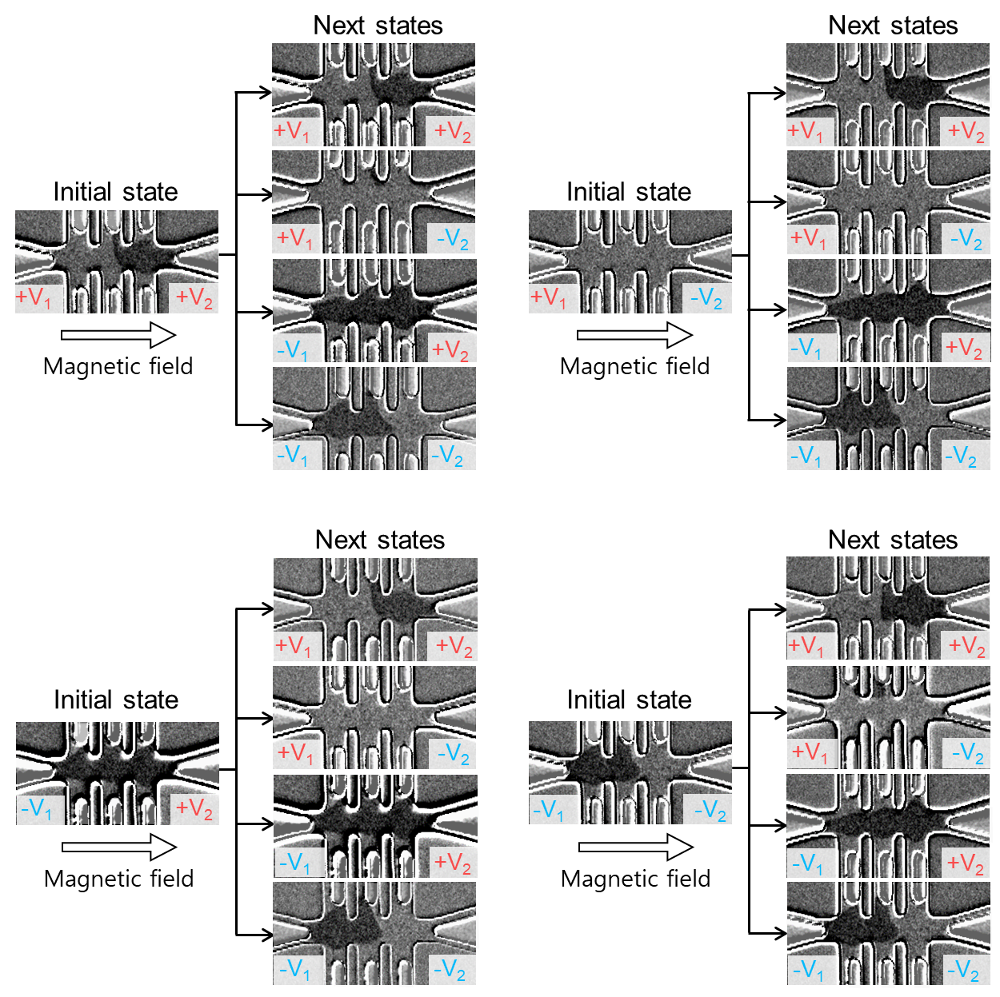 Next states
+V1 +V2
+V1 -V2
Initial state
+V1 +V2
-V1 +V2
Magnetic field
-V1 -V2
Next states
+V1 +V2
+V1 -V2
Initial state
+V1 -V2
-V1 +V2
Magnetic field
-V1 -V2
Next states
+V1 +V2
+V1 -V2
Initial state
-V1 +V2
-V1 +V2
Magnetic field
-V1 -V2
Next states
+V1 +V2
+V1 -V2
Initial state
-V1 -V2
-V1 +V2
Magnetic field
-V1 -V2